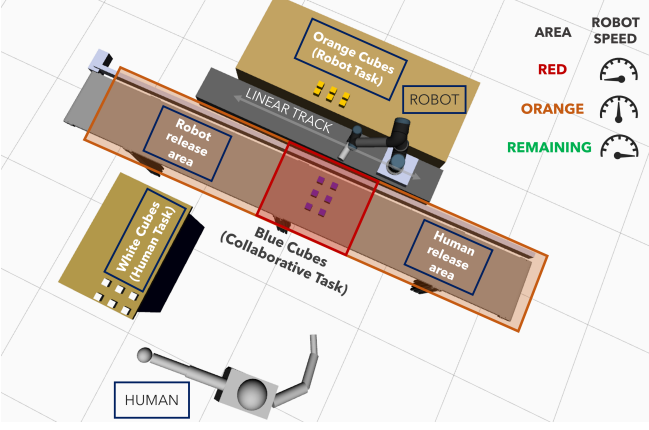 Orange Cubes
(Robot Task)
AREA
ROBOT
SPEED
RED
ORANGE
REMAINING
ROBOT
LINEAR TRACK
Robot
release
area
White Cubes
(Human Task)
Blue Cubes
(Collaborative Task)
Human
release
area
HUMAN